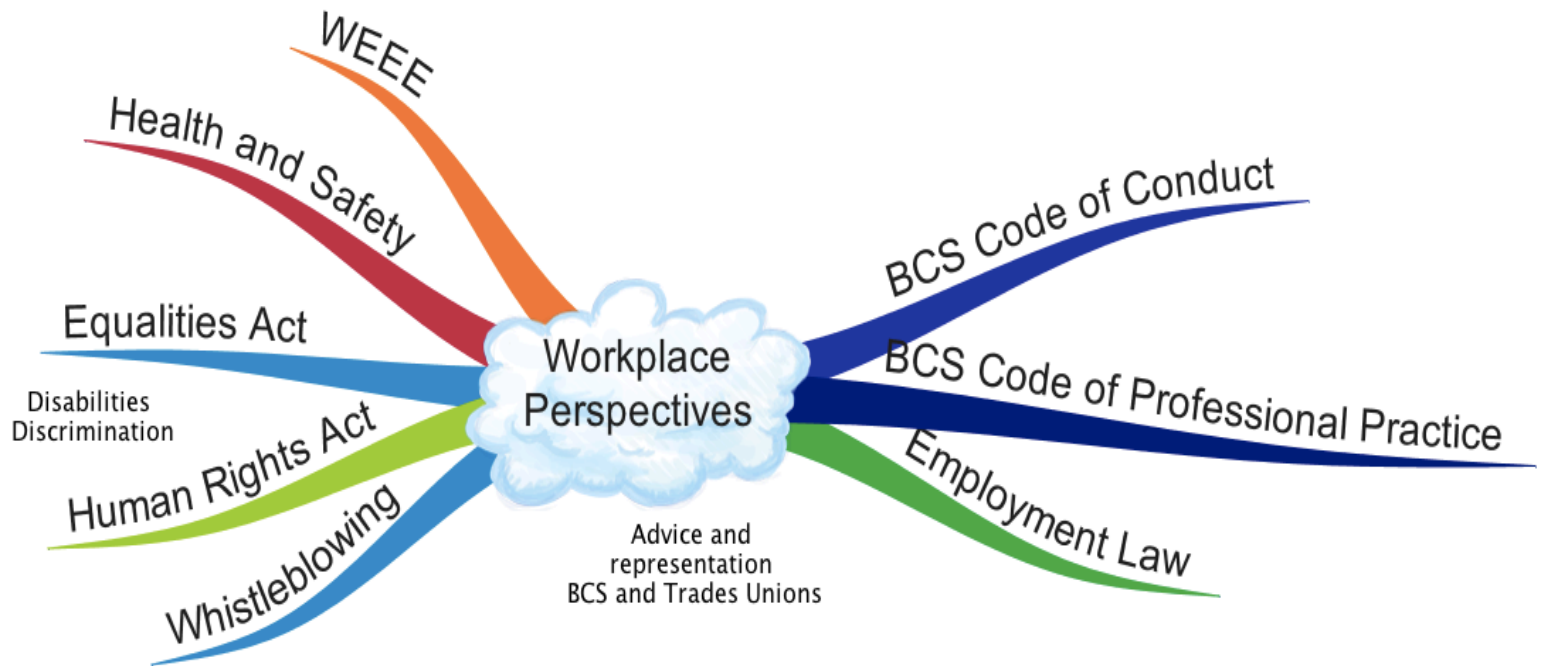 WEEE
Health and Safety
Equalities Act
Disabilities
Discrimination
Human Rights Act
Whistleblowing
Workplace
Perspectives
Advice and
representation
BCS and Trades Unions
BCS Code of Conduct
BCS Code of Professional Practice
Employment Law